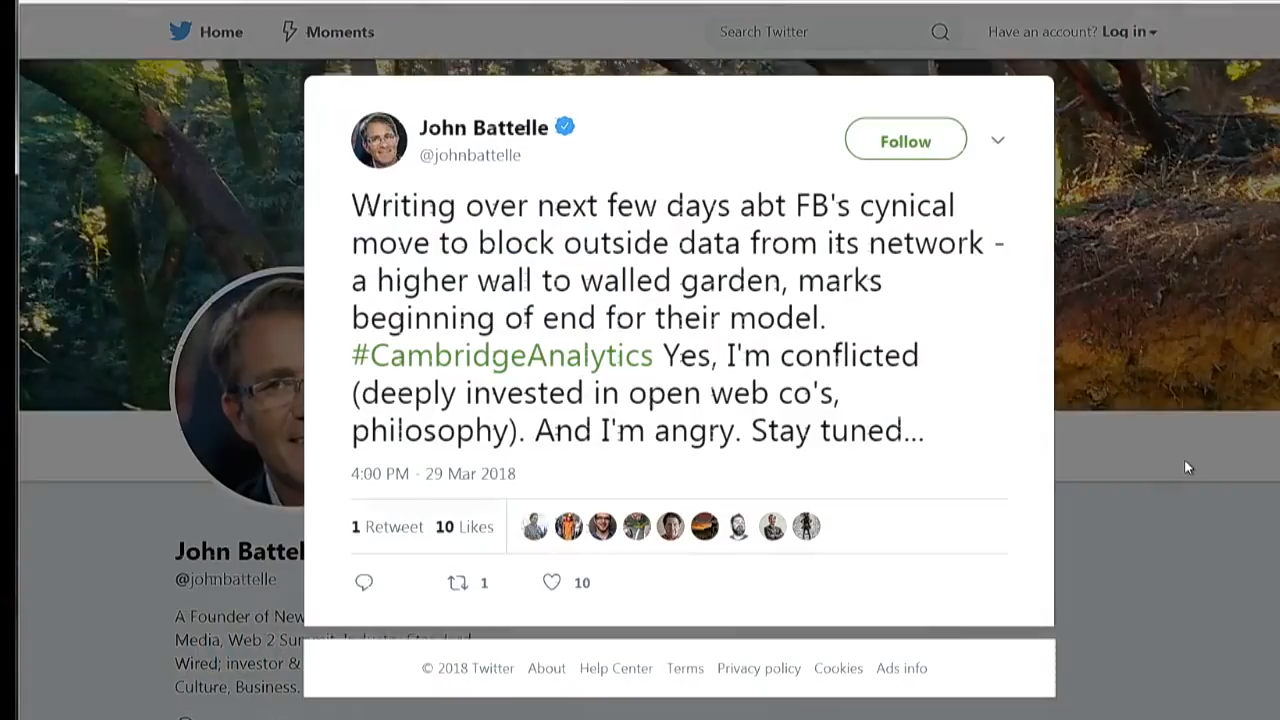 Home
Moments
Search Twitter
Have an account? Log in
John Battelle
@johnbattelle
Follow
Writing over next few days abt FB's cynical
move to block outside data from its network -
a higher wall to walled garden, marks
beginning of end for their model.
#CambridgeAnalytics Yes, I'm conflicted
(deeply invested in open web co's,
philosophy). And I'm angry. Stay tuned...
4:00 PM - 29 Mar 2018
1 Retweet 10 Likes
1
10
John Battel
@johnbattelle
A Founder of New
Media, Web 2 Summit, Industry Standard,
Wired; investor &
Culture, Business.
© 2018 Twitter About Help Center Terms Privacy policy Cookies Ads info